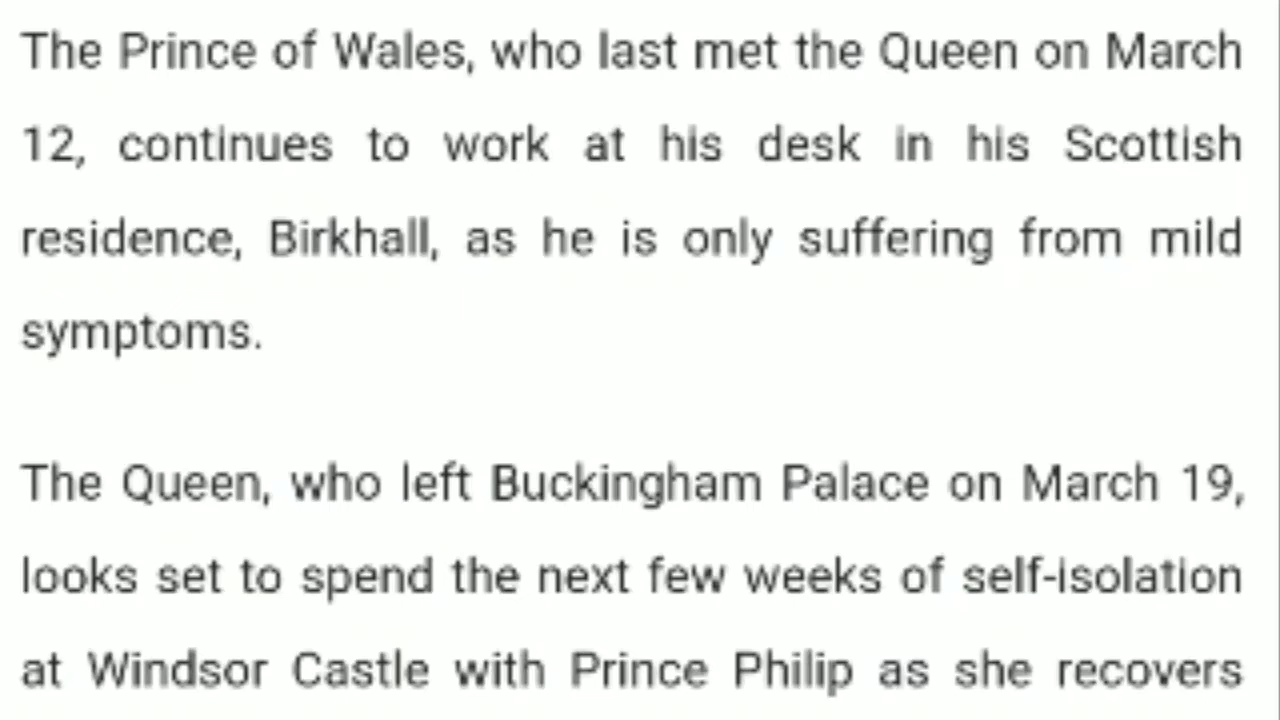 The Prince of Wales, who last met the Queen on March
12, continues to work at his desk in his Scottish
residence, Birkhall, as he is only suffering from mild
symptoms.
The Queen, who left Buckingham Palace on March 19,
looks set to spend the next few weeks of self-isolation
at Windsor Castle with Prince Philip as she recovers